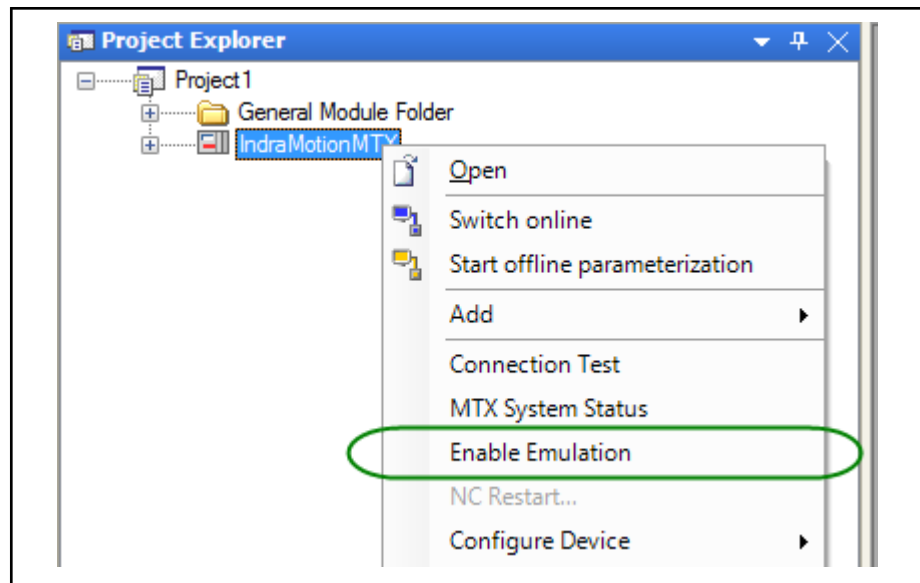 Project Explorer
Project1
General Module Folder
IndraMotionMTX
Open
Switch online
Start offline parameterization
Add
Connection Test
MTX System Status
Enable Emulation
NC Restart...
Configure Device